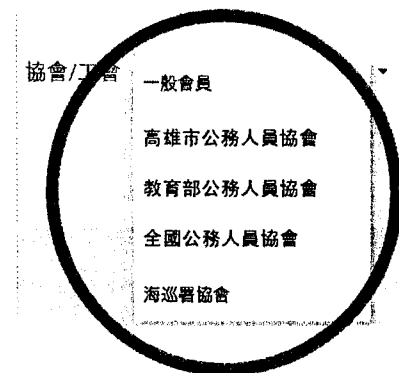 協會/工會
一般會員
高雄市公務人員協會
教育部公務人員協會
全國公務人員協會
海巡署協會